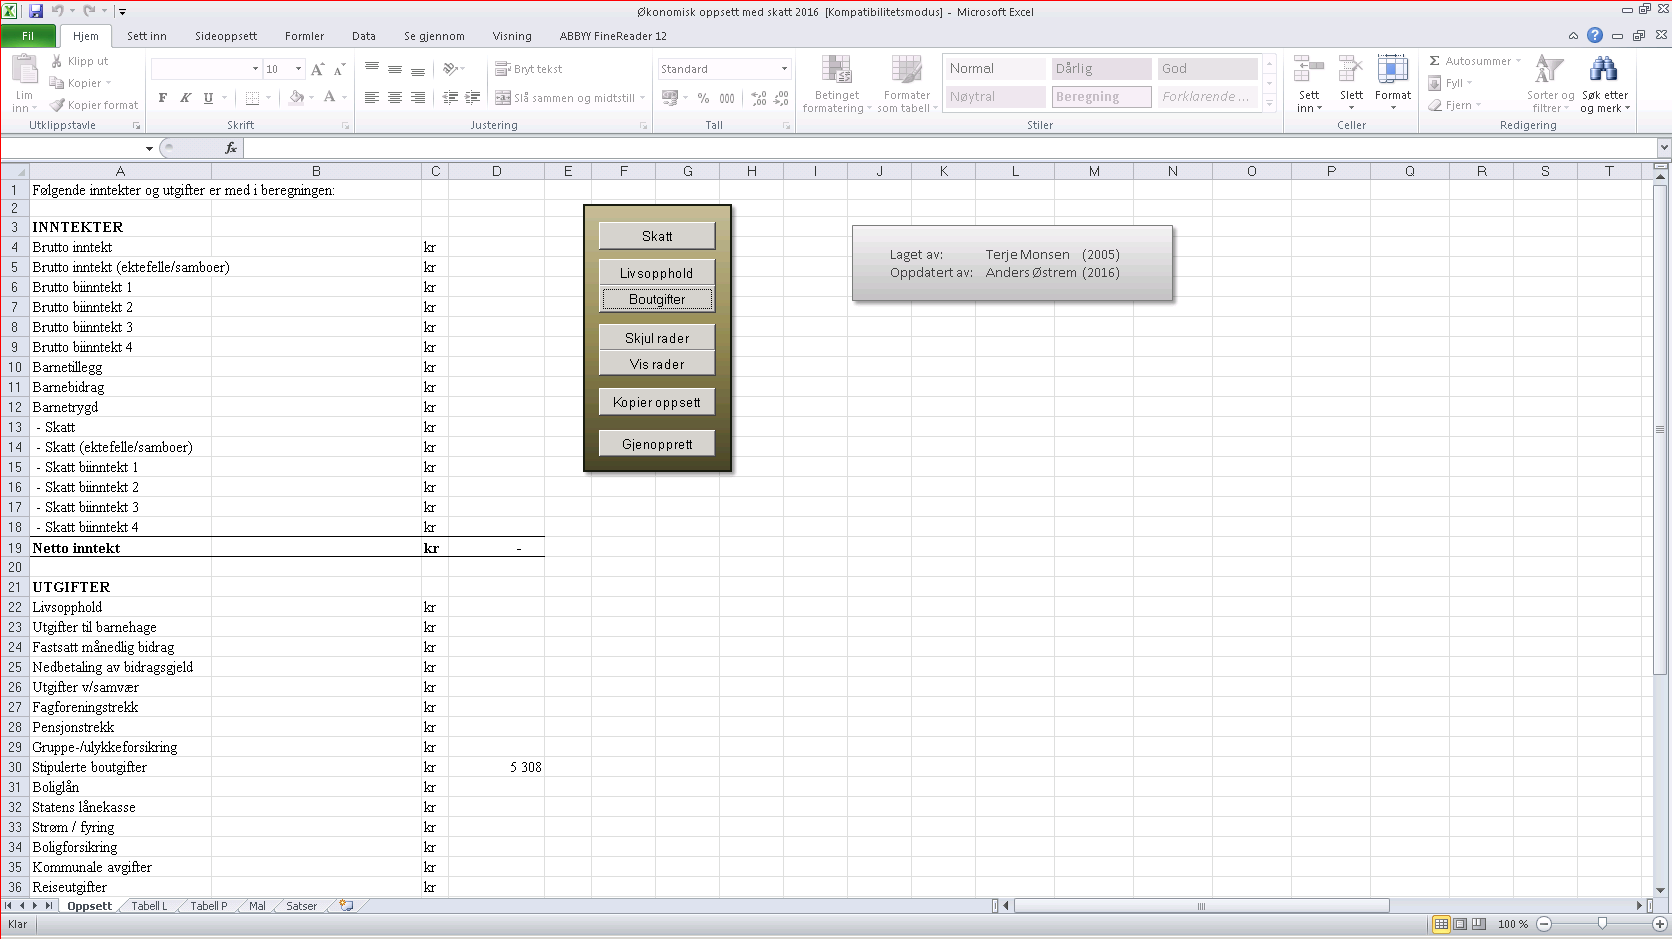 Økonomisk oppsett med skatt 2016 [Kompatibilitetsmodus] - Microsoft Excel
Fil Hjem Sett inn Sideoppsett Formler Data Se gjennom Visning ABBYY FineReader 12
Lim inn
Klipp ut
Kopier
Kopier format
Utklippstavle
10
F K U
A
Skrift
Bryt tekst
Slå sammen og midtstill
Justering
Standard
% 000
Tall
Betinget formatering
Formater som tabell
Normal Dårlig God
Nøytral Beregning Forklarende ...
Stiler
Sett inn
Slett
Format
Celler
Σ Autosummer
Fyll
Fjern
Sorter og filtrer
Søk etter og merk
Redigering
fx
A B C D E F G H I J K L M N O P Q R S T
1 Følgende inntekter og utgifter er med i beregningen:
2
3 INNTEKTER
4 Brutto inntekt kr
5 Brutto inntekt (ektefelle/samboer) kr
6 Brutto biinntekt 1 kr
7 Brutto biinntekt 2 kr
8 Brutto biinntekt 3 kr
9 Brutto biinntekt 4 kr
10 Barnetillegg kr
11 Barnebidrag kr
12 Barnetrygd kr
13 - Skatt kr
14 - Skatt (ektefelle/samboer) kr
15 - Skatt biinntekt 1 kr
16 - Skatt biinntekt 2 kr
17 - Skatt biinntekt 3 kr
18 - Skatt biinntekt 4 kr
19 Netto inntekt kr -
20
21 UTGIFTER
22 Livsopphold kr
23 Utgifter til barnehage kr
24 Fastsatt månedlig bidrag kr
25 Nedbetaling av bidragsgjeld kr
26 Utgifter v/samvær kr
27 Fagforeningstrekk kr
28 Pensjonstrekk kr
29 Gruppe-/ulykkeforsikring kr
30 Stipulerte boutgifter kr 5 308
31 Boliglån kr
32 Statens lånekasse kr
33 Strøm / fyring kr
34 Boligforsikring kr
35 Kommunale avgifter kr
36 Reiseutgifter kr
Skatt
Livsopphold
Boutgifter
Skjul rader
Vis rader
Kopier oppsett
Gjenopprett
Laget av: Terje Monsen (2005)
Oppdatert av: Anders Østrem (2016)
Oppsett Tabell L Tabell P Mal Satser
Klar
100 %